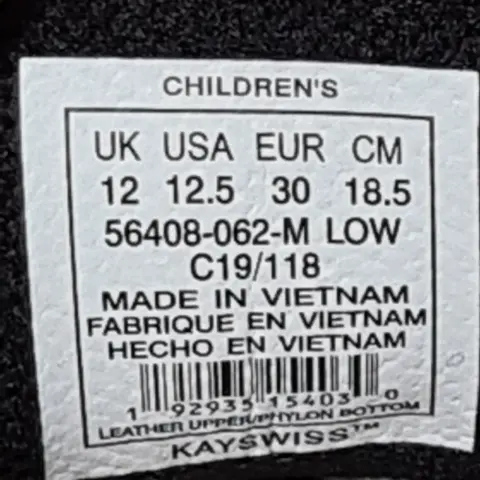 CHILDREN'S
UK USA EUR CM
12 12.5 30 18.5
56408-062-M LOW
C19/118
MADE IN VIETNAM
FABRIQUE EN VIETNAM
HECHO EN VIETNAM
1 92935 15403 0
LEATHER UPPER/PHYLON BOTTOM
KAYSWISS™